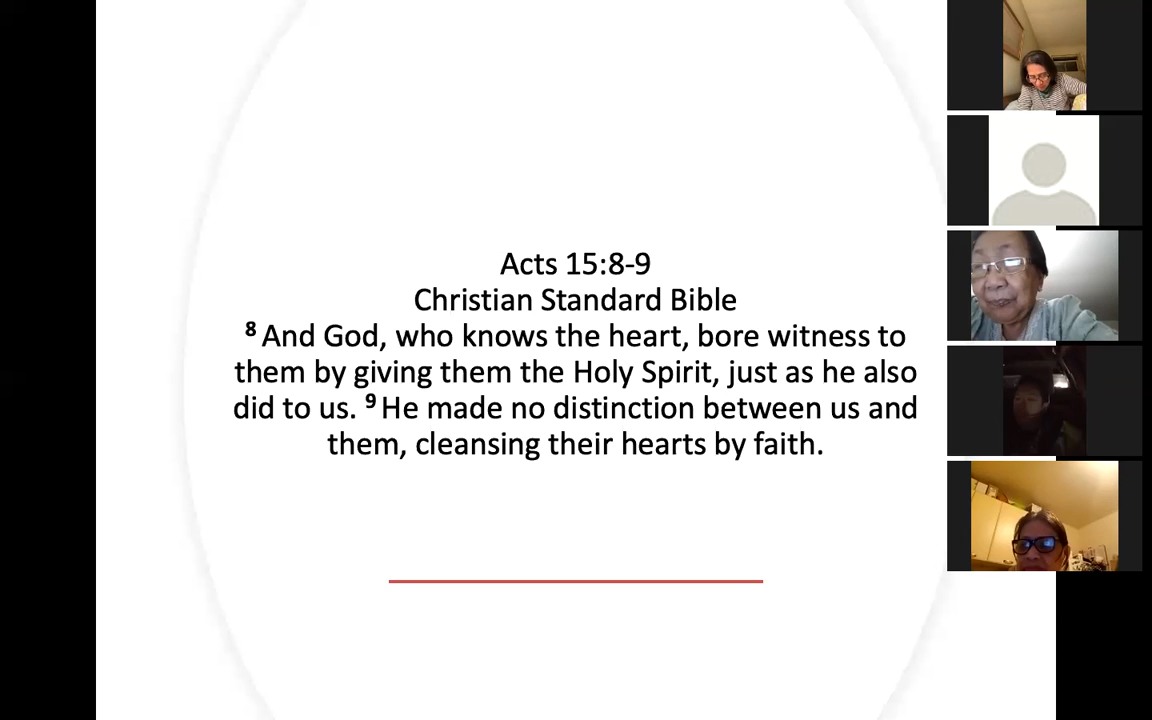 Acts 15:8-9
Christian Standard Bible
8 And God, who knows the heart, bore witness to
them by giving them the Holy Spirit, just as he also
did to us. 9 He made no distinction between us and
them, cleansing their hearts by faith.